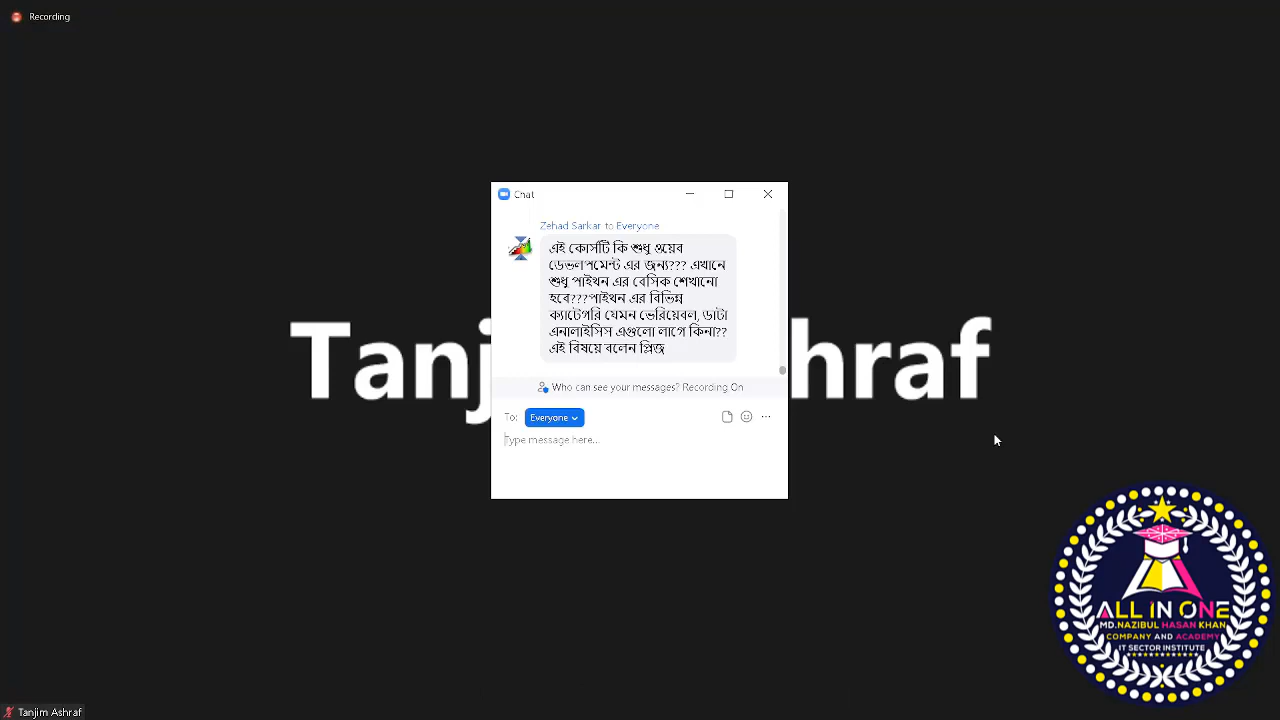 Recording
Chat
Zehad Sarkar to Everyone
এই কোর্সটি কি শুধু ওয়েব
ডেভলপমেন্ট এর জন্য??? এখানে
শুধু পাইথন এর বেসিক শেখানো
হবে???পাইথন এর বিভিন্ন
ক্যাটেগরি যেমন ভেরিয়েবল, ডাটা
এনালাইসিস এগুলো লাগে কিনা??
এই বিষয়ে বলেন প্লিজ
Tanj hraf
Who can see your messages? Recording On
To: Everyone
Type message here...
ALL IN ONE
MD.NAZIBUL HASAN KHAN
COMPANY AND ACADEMY
IT SECTOR INSTITUTE
Tanjim Ashraf